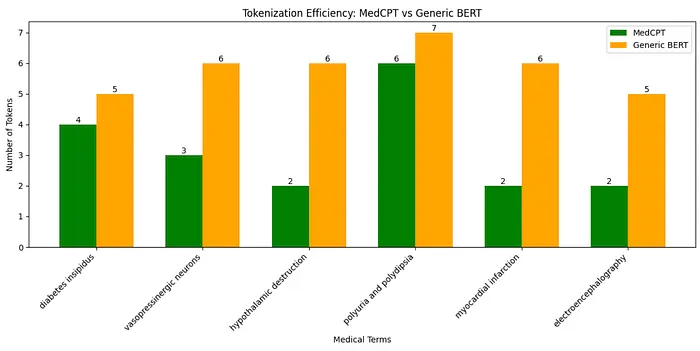 Tokenization Efficiency: MedCPT vs Generic BERT
MedCPT
Generic BERT
Number of Tokens
7
6
5
4
3
2
1
0
4
5
3
6
2
6
6
7
2
6
2
5
diabetes insipidus
vasopressinergic neurons
hypothalamic destruction
polyuria and polydipsia
myocardial infarction
electroencephalography
Medical Terms